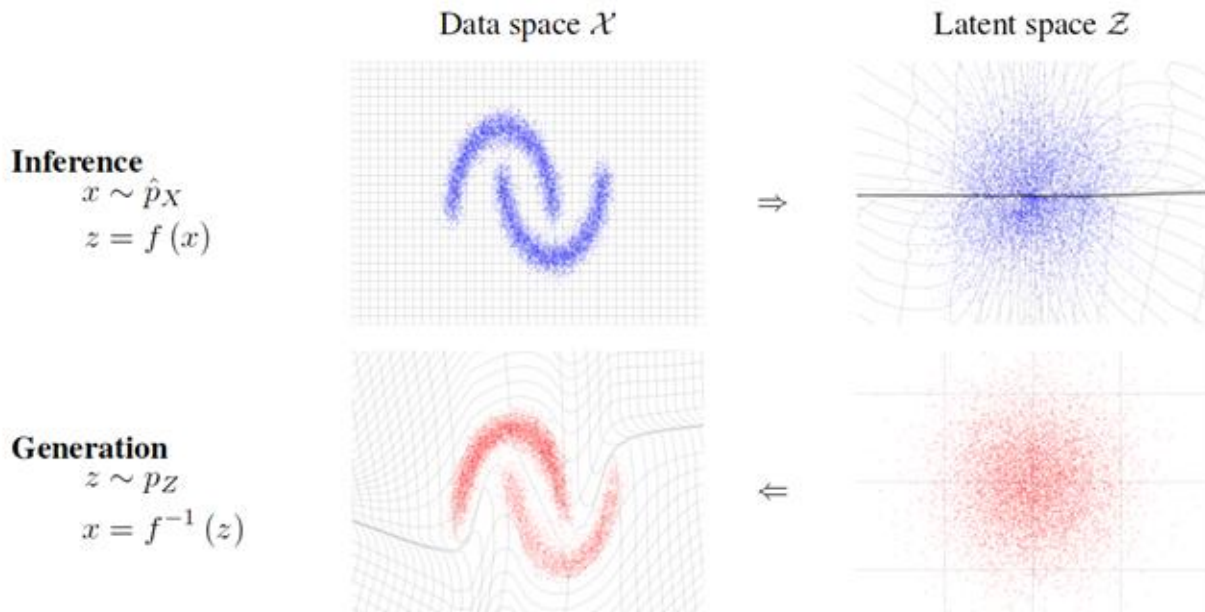 Data space 𝒳
Latent space 𝒵
Inference
x ∼ p̂_X
z = f (x)
⇒
Generation
z ∼ p_Z
x = f⁻¹ (z)
⇐